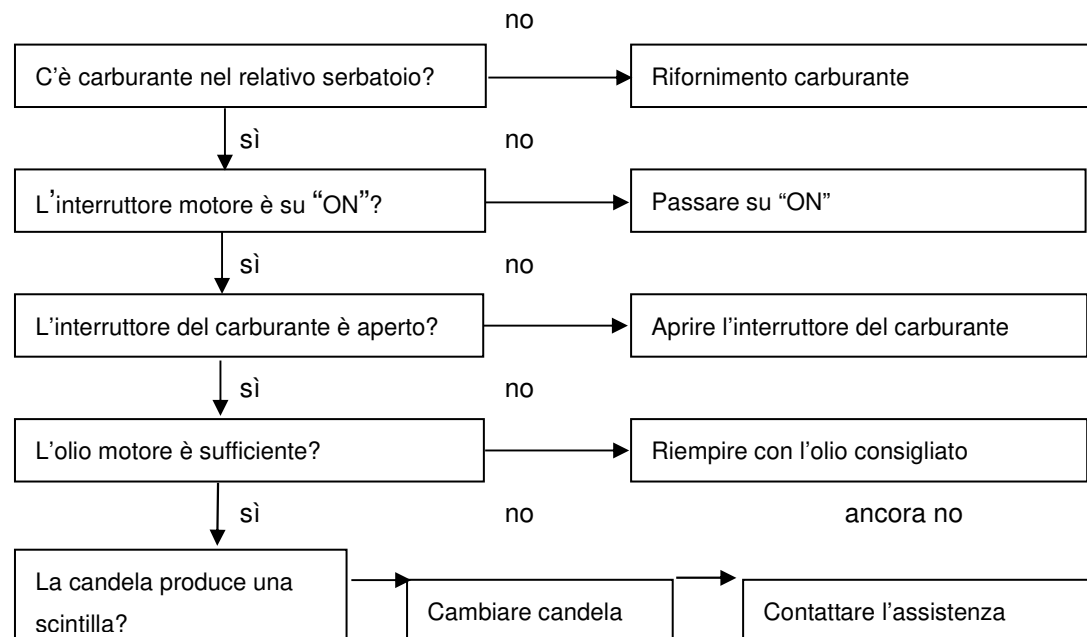 no
C'è carburante nel relativo serbatoio?
Rifornimento carburante
sì
no
L'interruttore motore è su “ON”?
Passare su “ON”
sì
no
L'interruttore del carburante è aperto?
Aprire l'interruttore del carburante
sì
no
L'olio motore è sufficiente?
Riempire con l'olio consigliato
sì
no
ancora no
La candela produce una
scintilla?
Cambiare candela
Contattare l'assistenza